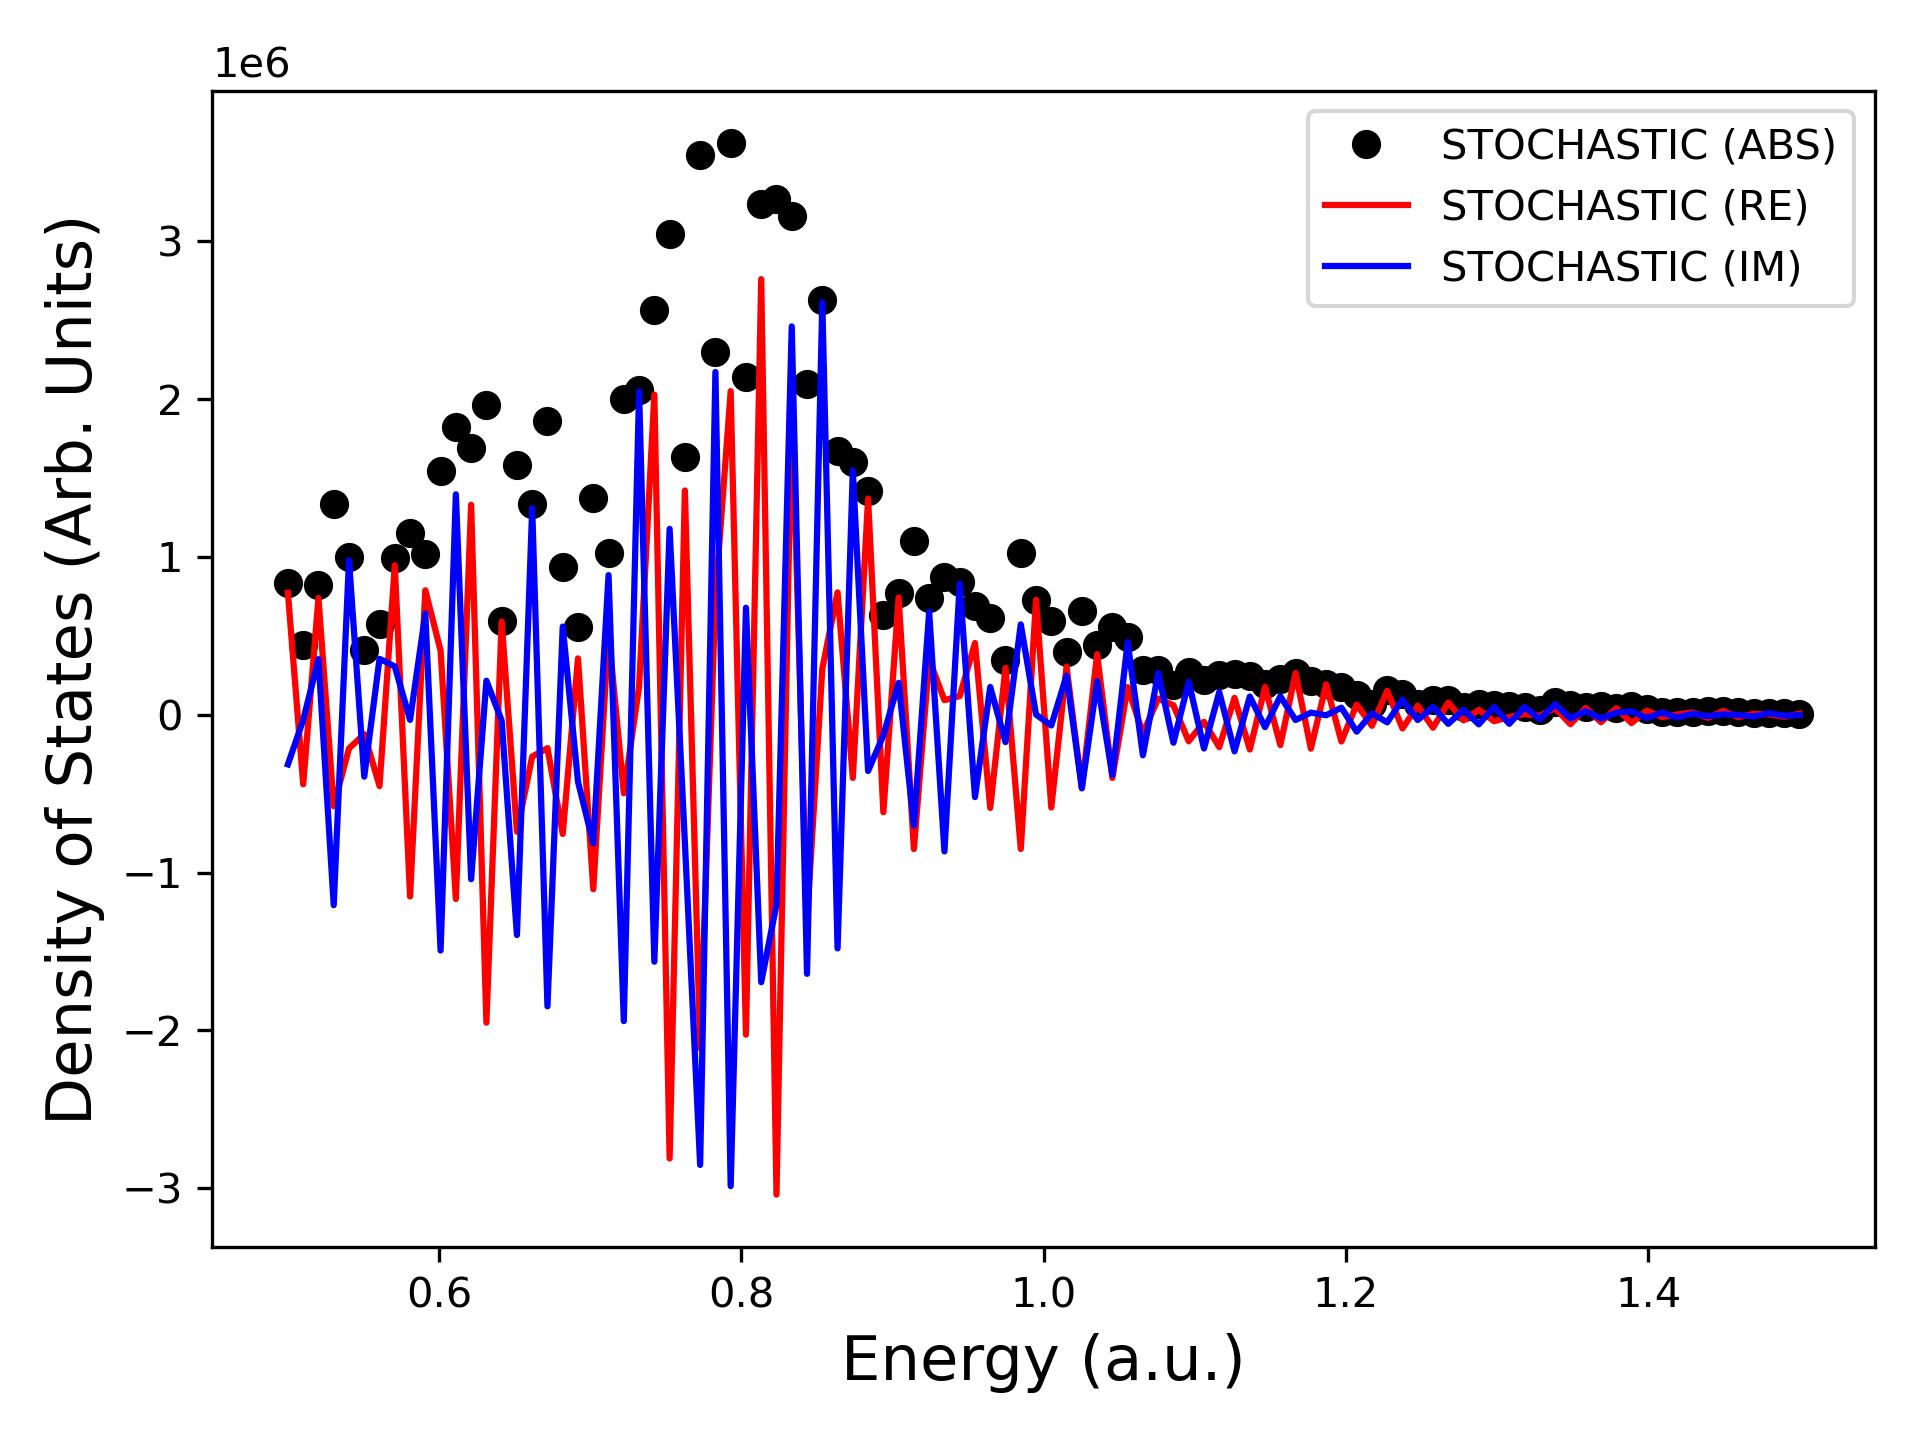 1e6
Density of States (Arb. Units)
3
2
1
0
−1
−2
−3
STOCHASTIC (ABS)
STOCHASTIC (RE)
STOCHASTIC (IM)
0.6 0.8 1.0 1.2 1.4
Energy (a.u.)